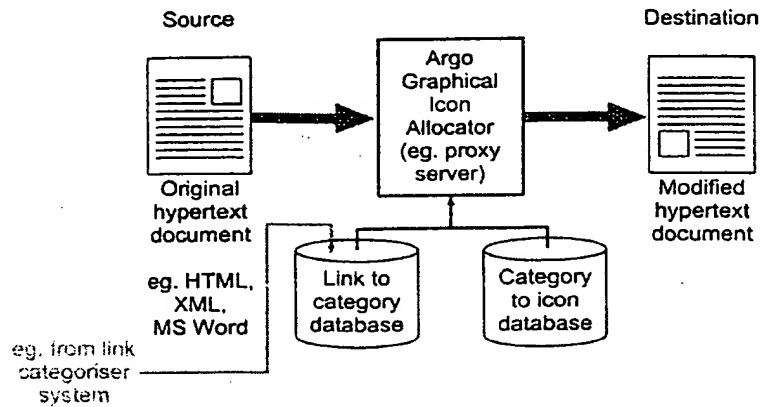 Source
Destination
Argo
Graphical
Icon
Allocator
(eg. proxy
server)
Original
hypertext
document
Modified
hypertext
document
eg. HTML,
XML,
MS Word
Link to
category
database
Category
to icon
database
eg. from link
categoriser
system